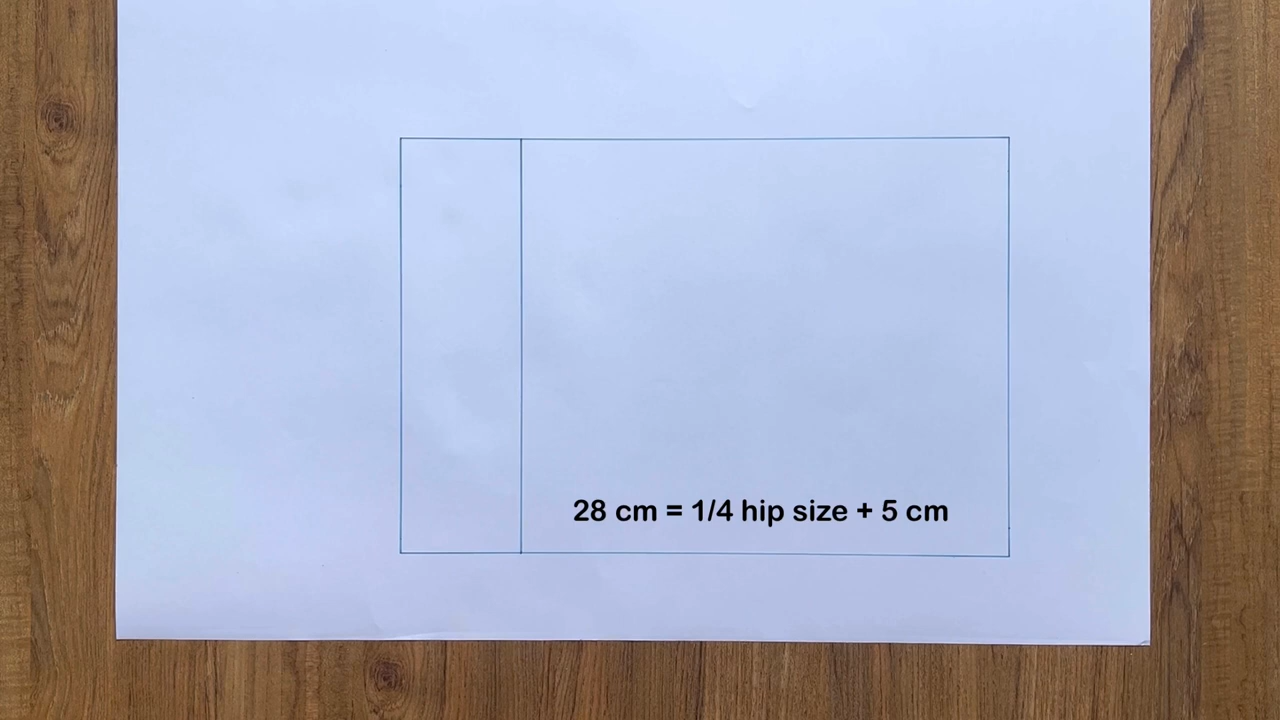 28 cm = 1/4 hip size + 5 cm